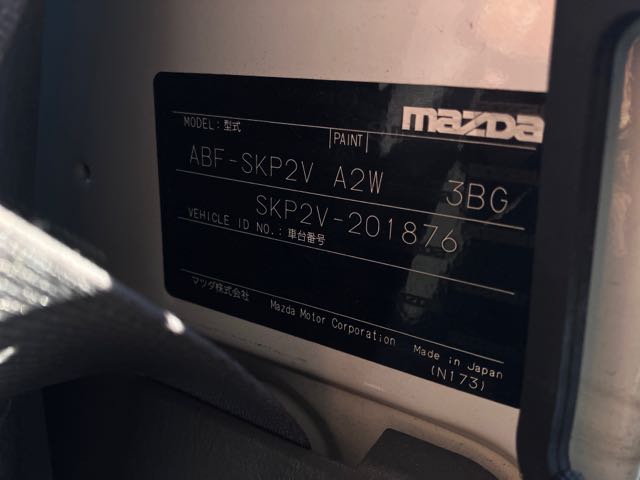 mazda
MODEL:型式 PAINT
ABF-SKP2V A2W 3BG
SKP2V-201876
VEHICLE ID NO.:車台番号
マツダ株式会社 Mazda Motor Corporation Made in Japan
(N173)